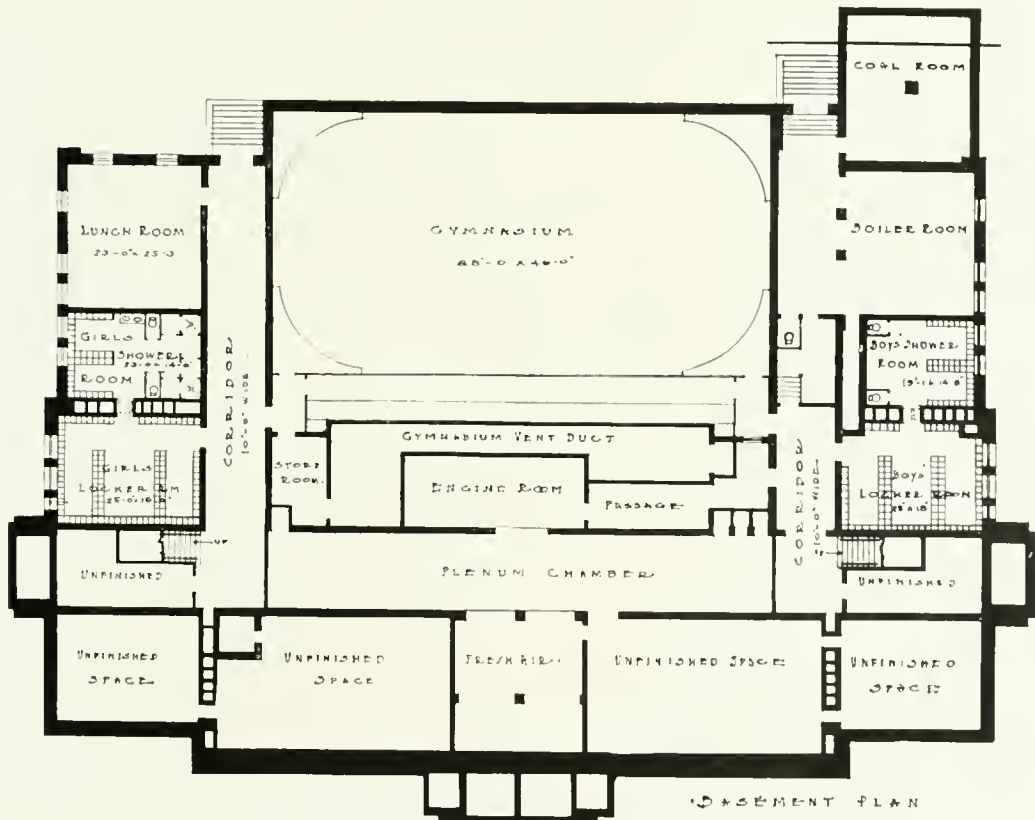 COAL ROOM
LUNCH ROOM
23'-0" x 25'-3
GYMNASIUM
BOILER ROOM
GIRLS
SHOWER
ROOM
CORRIDOR
10'-0" WIDE
BOYS SHOWER
ROOM
GYMNASIUM VENT DUCT
STORE
ROOM
ENGINE ROOM
PASSAGE
GIRLS
LOCKER RM
CORRIDOR
10'-0" WIDE
BOYS'
LOCKER ROOM
UP
UP
UNFINISHED
PLENUM CHAMBER
UNFINISHED
UNFINISHED
SPACE
UNFINISHED
SPACE
FRESH AIR
UNFINISHED SPACE
UNFINISHED
SPACE
BASEMENT PLAN